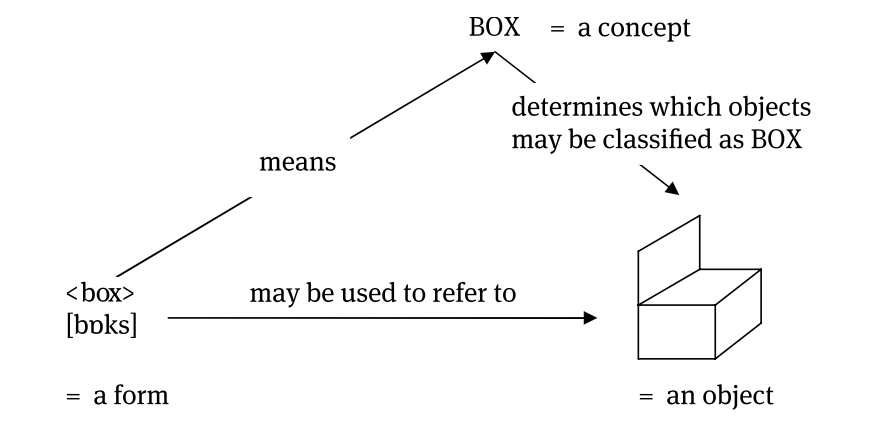 BOX = a concept
determines which objects
may be classified as BOX
means
<box>
[bɒks]
may be used to refer to
= a form
= an object